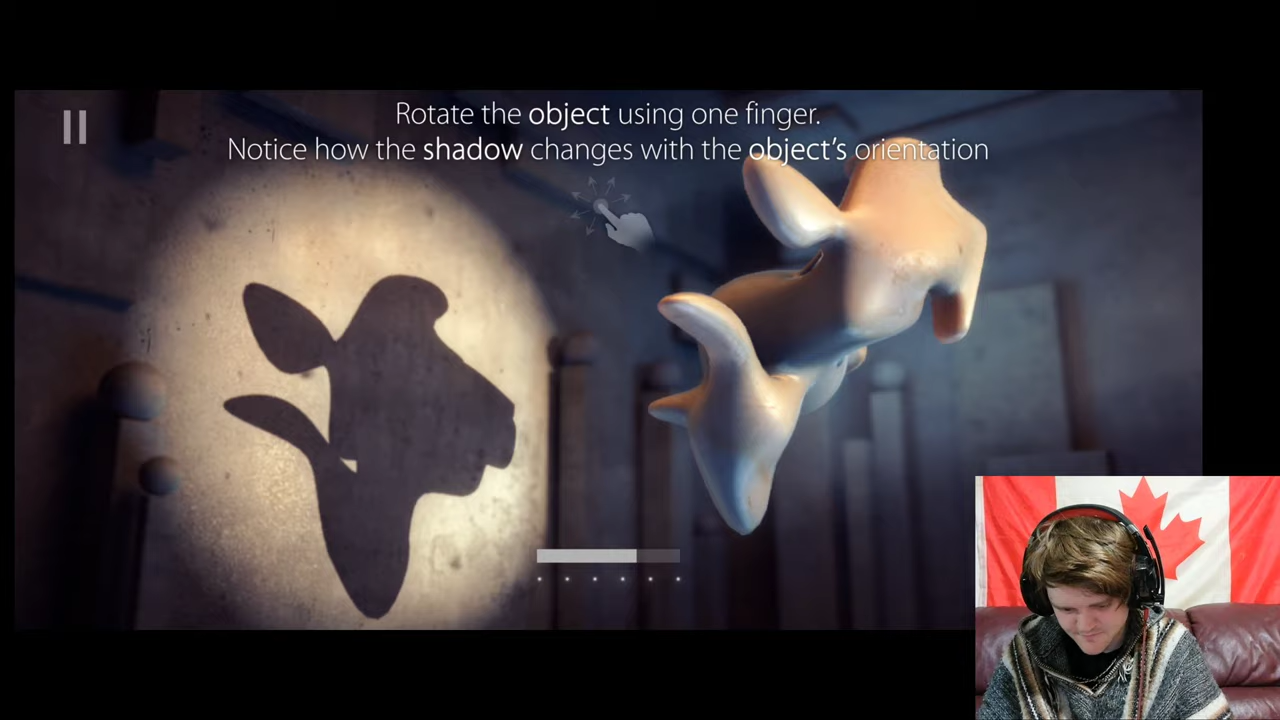 Rotate the object using one finger.
Notice how the shadow changes with the object's orientation